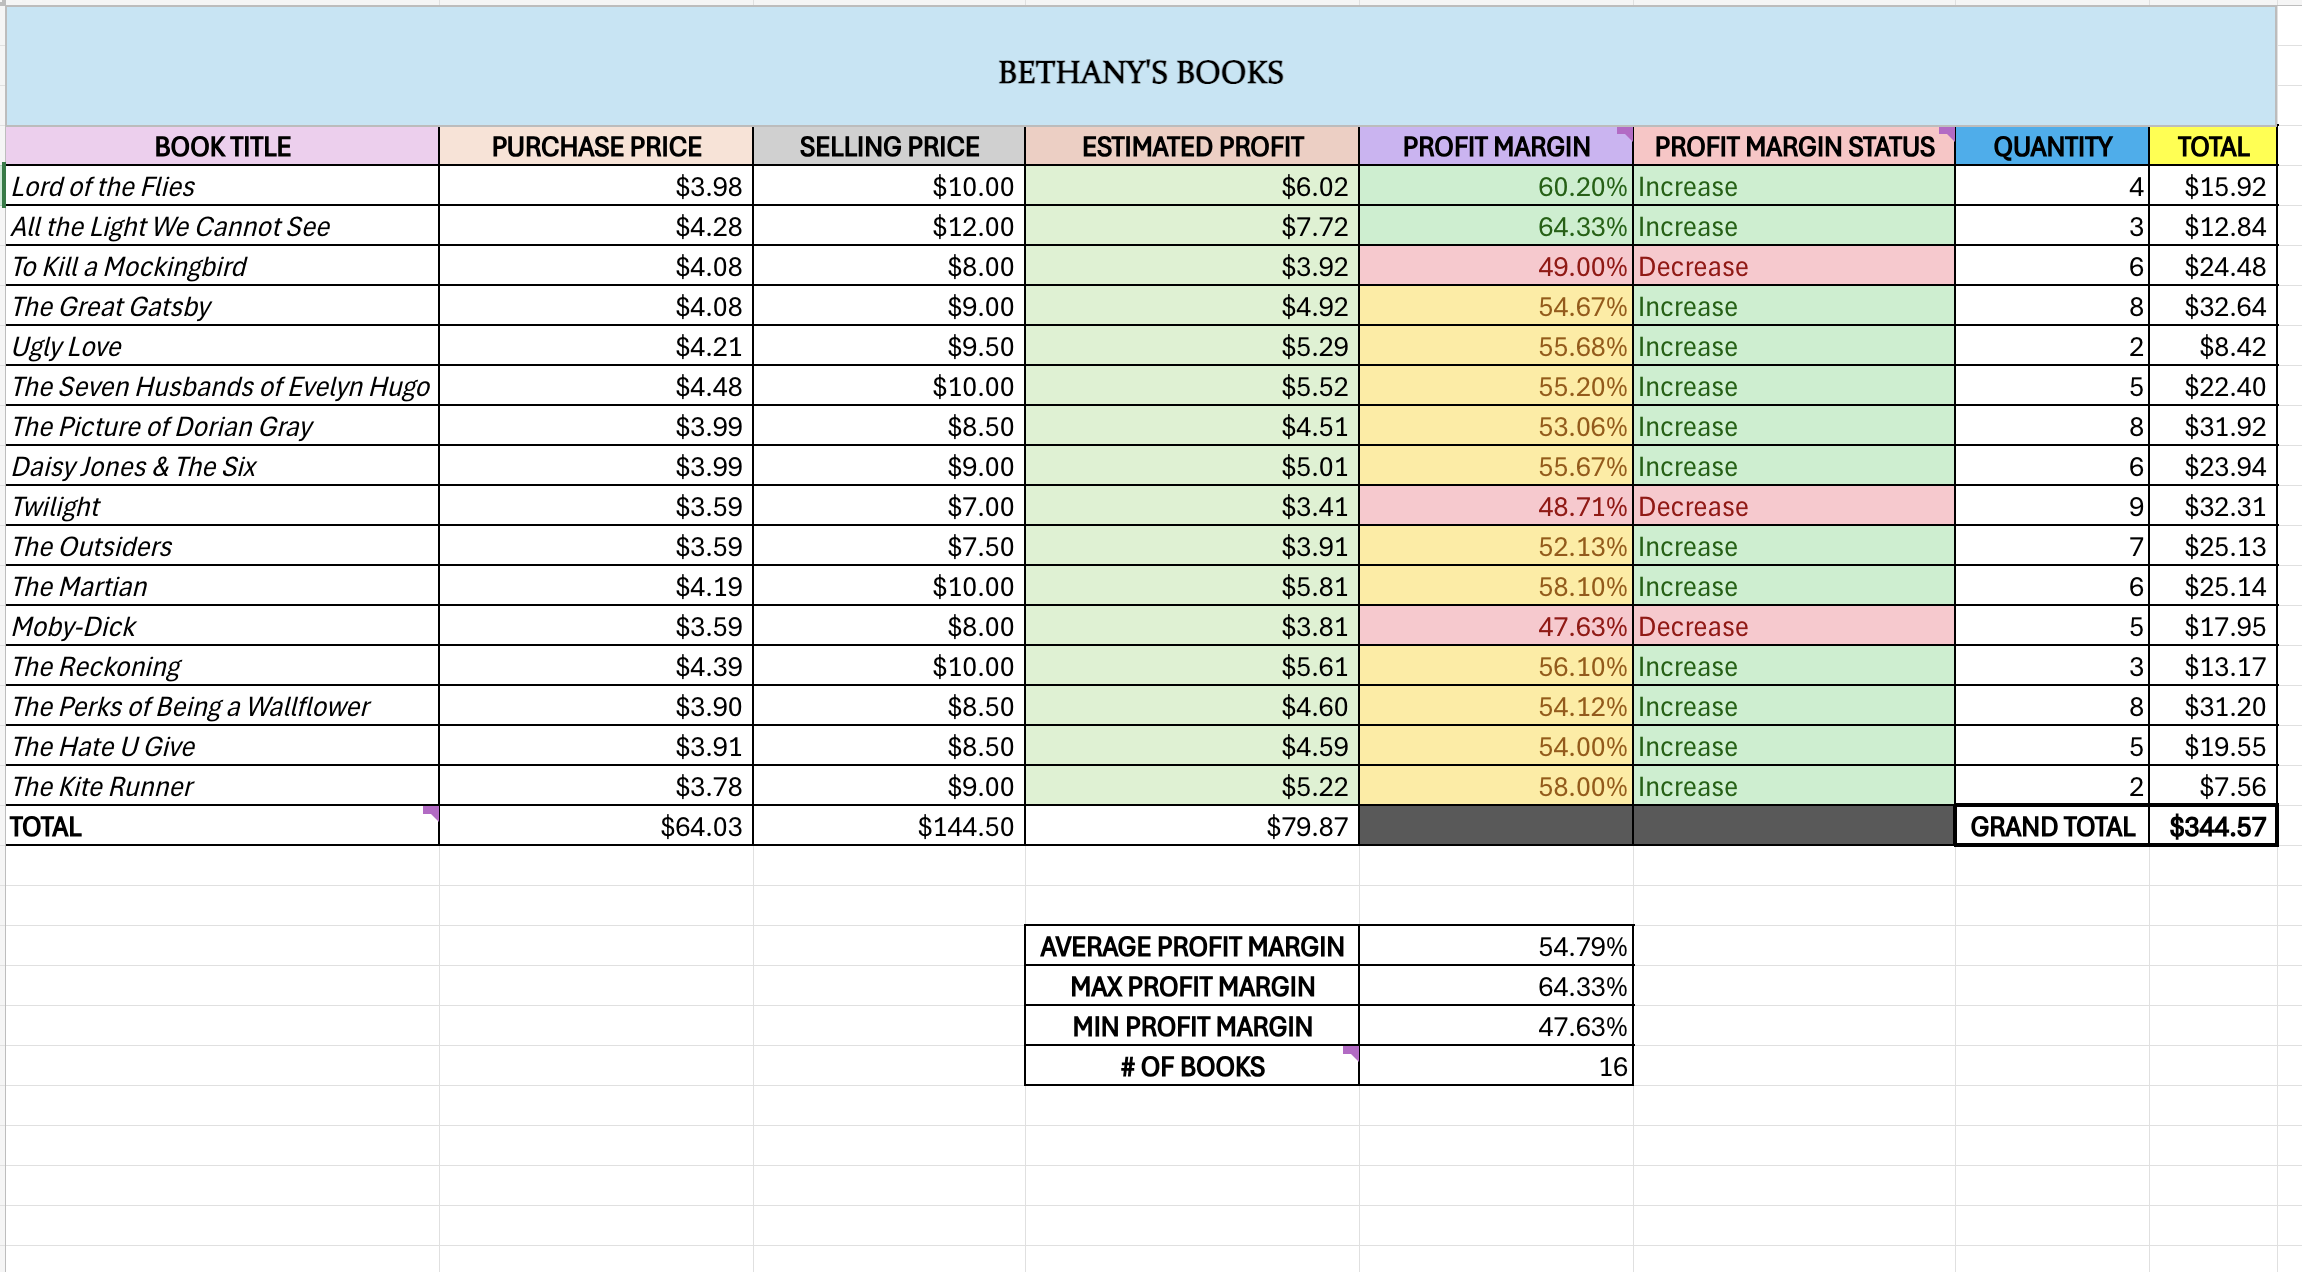 BETHANY'S BOOKS
BOOK TITLE PURCHASE PRICE SELLING PRICE ESTIMATED PROFIT PROFIT MARGIN PROFIT MARGIN STATUS QUANTITY TOTAL
Lord of the Flies $3.98 $10.00 $6.02 60.20% Increase 4 $15.92
All the Light We Cannot See $4.28 $12.00 $7.72 64.33% Increase 3 $12.84
To Kill a Mockingbird $4.08 $8.00 $3.92 49.00% Decrease 6 $24.48
The Great Gatsby $4.08 $9.00 $4.92 54.67% Increase 8 $32.64
Ugly Love $4.21 $9.50 $5.29 55.68% Increase 2 $8.42
The Seven Husbands of Evelyn Hugo $4.48 $10.00 $5.52 55.20% Increase 5 $22.40
The Picture of Dorian Gray $3.99 $8.50 $4.51 53.06% Increase 8 $31.92
Daisy Jones & The Six $3.99 $9.00 $5.01 55.67% Increase 6 $23.94
Twilight $3.59 $7.00 $3.41 48.71% Decrease 9 $32.31
The Outsiders $3.59 $7.50 $3.91 52.13% Increase 7 $25.13
The Martian $4.19 $10.00 $5.81 58.10% Increase 6 $25.14
Moby-Dick $3.59 $8.00 $3.81 47.63% Decrease 5 $17.95
The Reckoning $4.39 $10.00 $5.61 56.10% Increase 3 $13.17
The Perks of Being a Wallflower $3.90 $8.50 $4.60 54.12% Increase 8 $31.20
The Hate U Give $3.91 $8.50 $4.59 54.00% Increase 5 $19.55
The Kite Runner $3.78 $9.00 $5.22 58.00% Increase 2 $7.56
TOTAL $64.03 $144.50 $79.87 GRAND TOTAL $344.57
AVERAGE PROFIT MARGIN 54.79%
MAX PROFIT MARGIN 64.33%
MIN PROFIT MARGIN 47.63%
# OF BOOKS 16